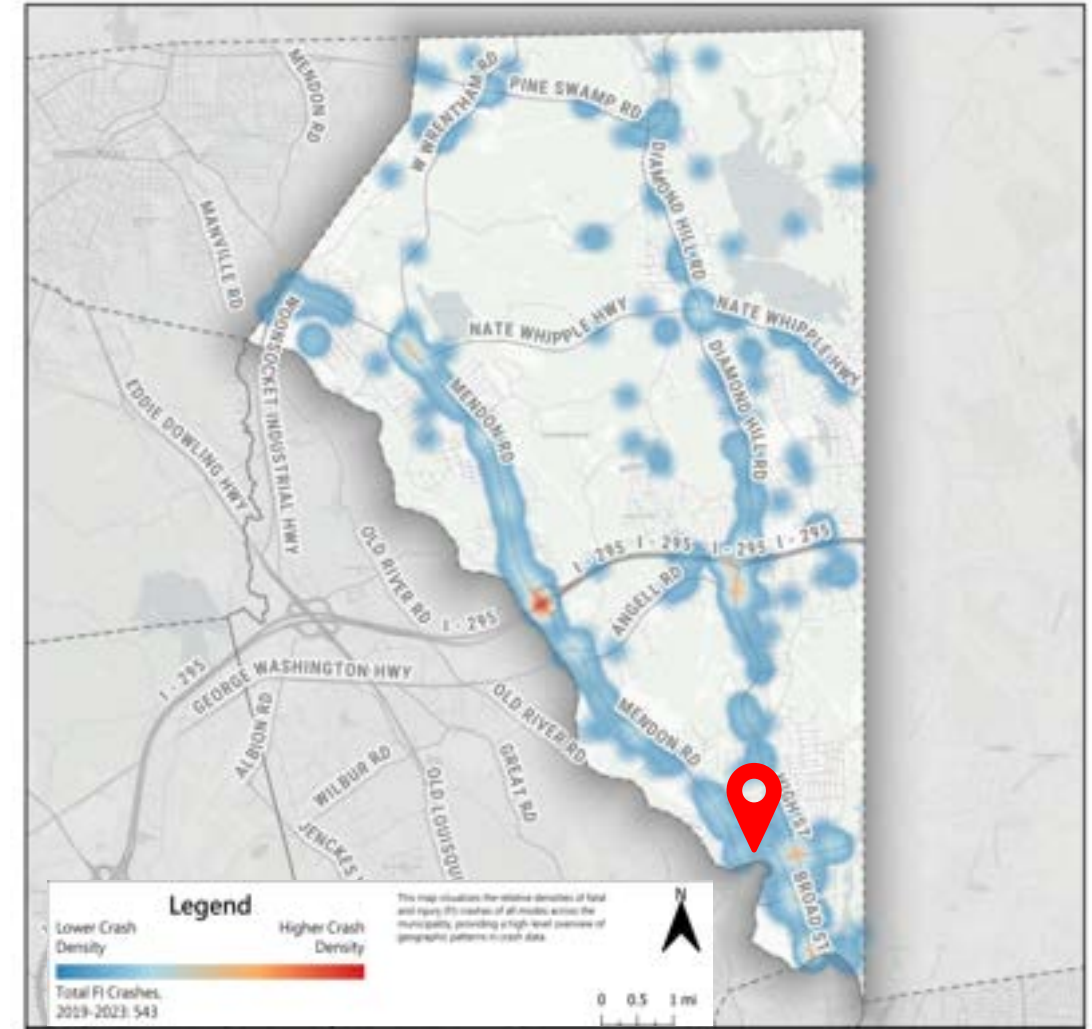 MENDON RD
W WRENTHAM RD
PINE SWAMP RD
DIAMOND HILL RD
MANVILLE RD
WOONSOCKET INDUSTRIAL HWY
NATE WHIPPLE HWY
NATE WHIPPLE HWY
EDDIE DOWLING HWY
MENDON RD
DIAMOND HILL RD
OLD RIVER RD
I - 295
I - 295
I - 295
I - 295
I - 295
ANGELL RD
I - 295
GEORGE WASHINGTON HWY
ALBION RD
OLD RIVER RD
MENDON RD
WILBUR RD
GREAT RD
OLD LOUISQU
JENCKES
HIGH ST
BROAD ST
Legend
Lower Crash
Density
Higher Crash
Density
Total FI Crashes,
2019-2023: 543
This map visualizes the relative densities of fatal
and injury (FI) crashes of all modes across the
municipality, providing a high level overview of
geographic patterns in crash data.
N
0 0.5 1 mi